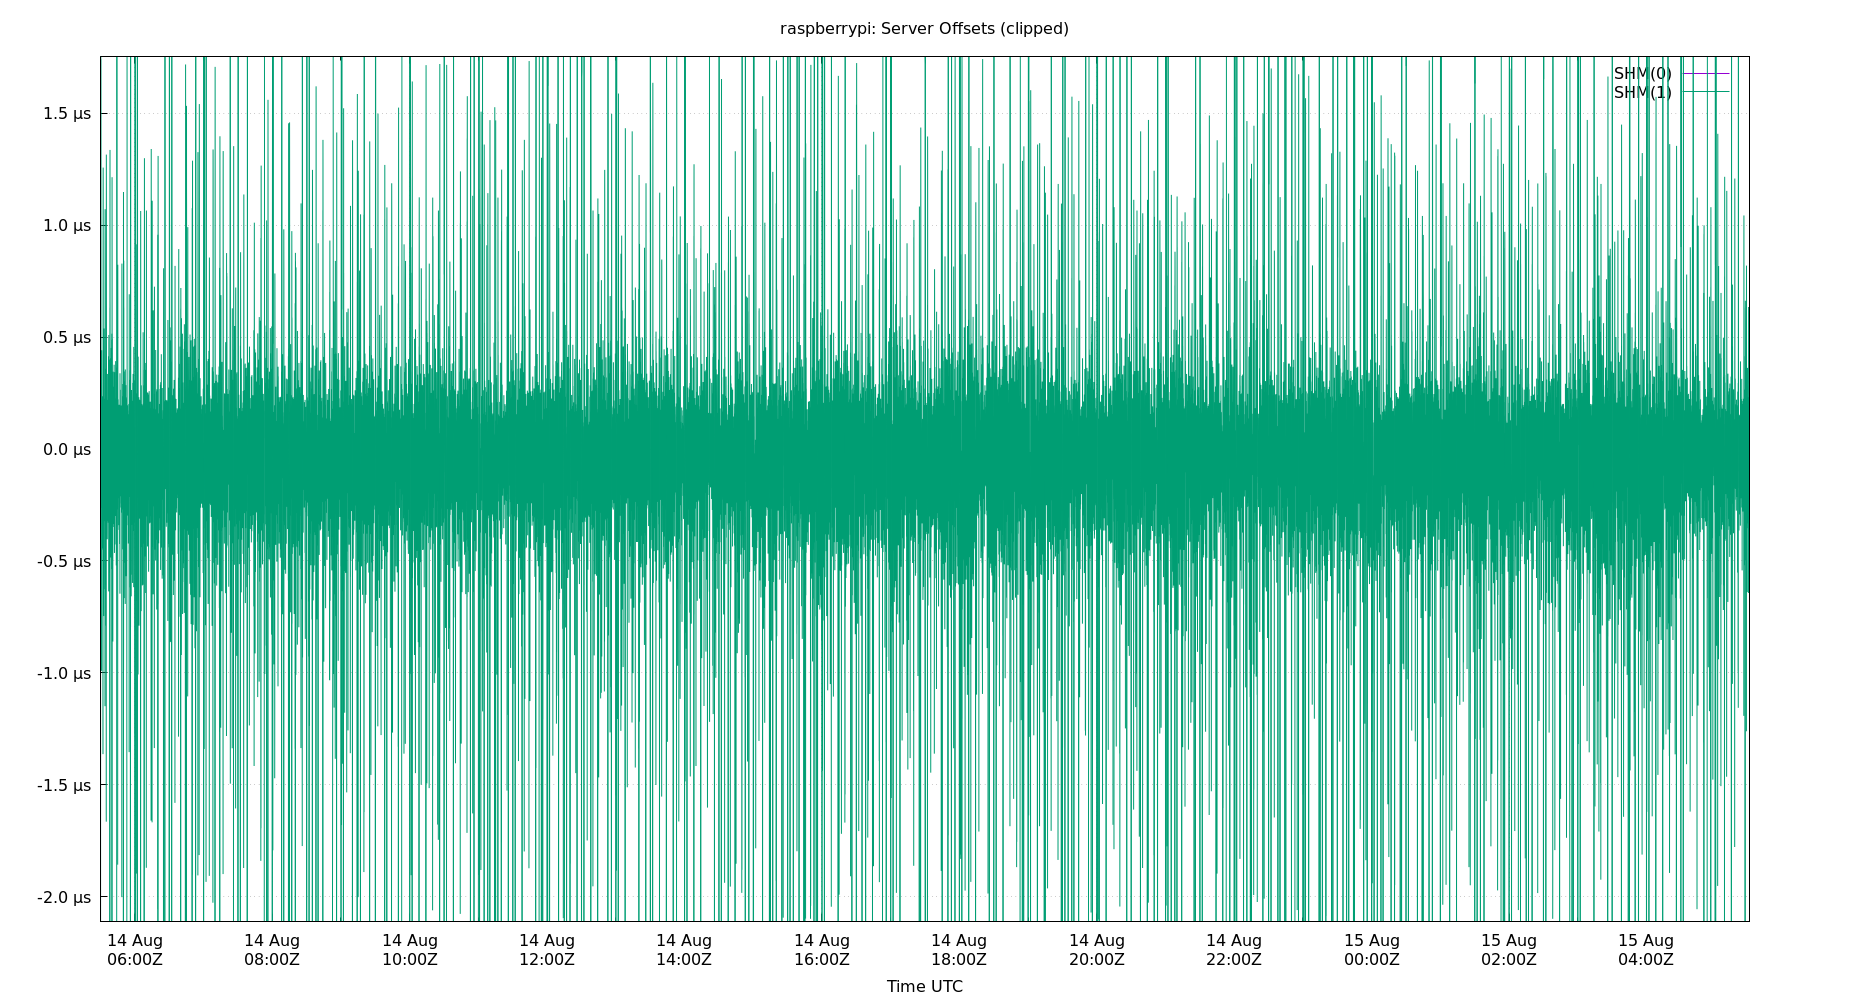 raspberrypi: Server Offsets (clipped)
SHM(0)
SHM(1)
1.5 μs
1.0 μs
0.5 μs
0.0 μs
-0.5 μs
-1.0 μs
-1.5 μs
-2.0 μs
14 Aug 14 Aug 14 Aug 14 Aug 14 Aug 14 Aug 14 Aug 14 Aug 14 Aug 15 Aug 15 Aug 15 Aug
06:00Z 08:00Z 10:00Z 12:00Z 14:00Z 16:00Z 18:00Z 20:00Z 22:00Z 00:00Z 02:00Z 04:00Z
Time UTC